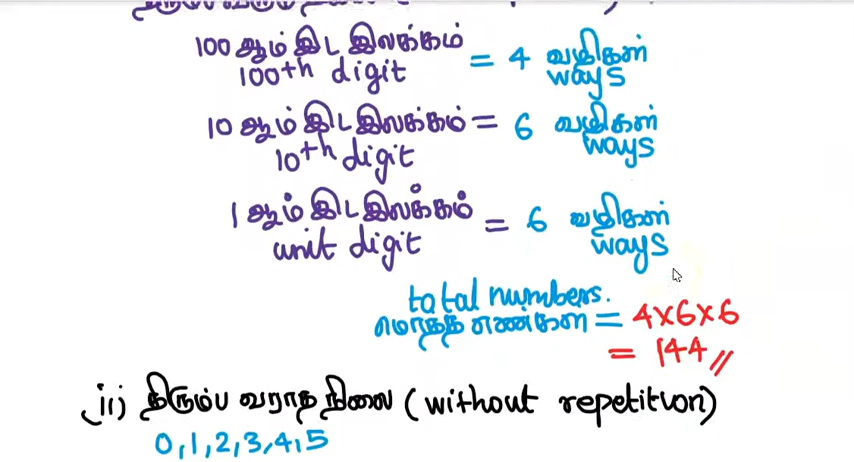 100 ஆம் இட இலக்கம்
100th digit = 4 வழிகள்
ways
10 ஆம் இட இலக்கம் = 6 வழிகள்
10th digit ways
1 ஆம் இட இலக்கம்
unit digit = 6 வழிகள்
ways
total numbers.
மொத்த எண்கள் = 4×6×6
= 144 //
ii) திரும்ப வராத நிலை (without repetition)
0,1,2,3,4,5